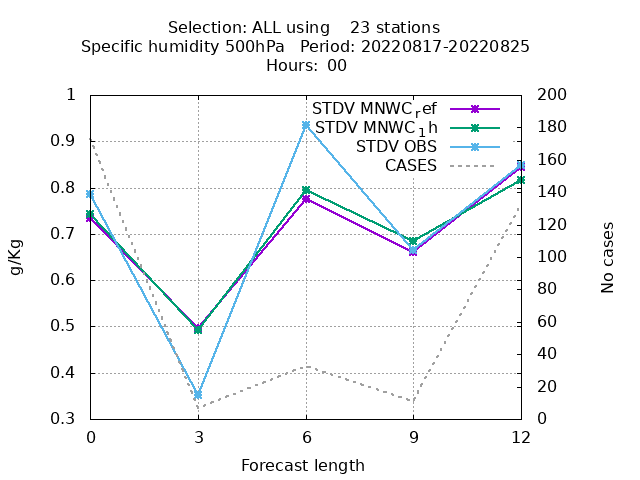 Selection: ALL using    23 stations
Specific humidity 500hPa   Period: 20220817-20220825
Hours: 00
STDV MNWC_ref
STDV MNWC_1h
STDV OBS
CASES
1
0.9
0.8
0.7
0.6
0.5
0.4
0.3
200
180
160
140
120
100
80
60
40
20
0
g/Kg
No cases
0 3 6 9 12
Forecast length